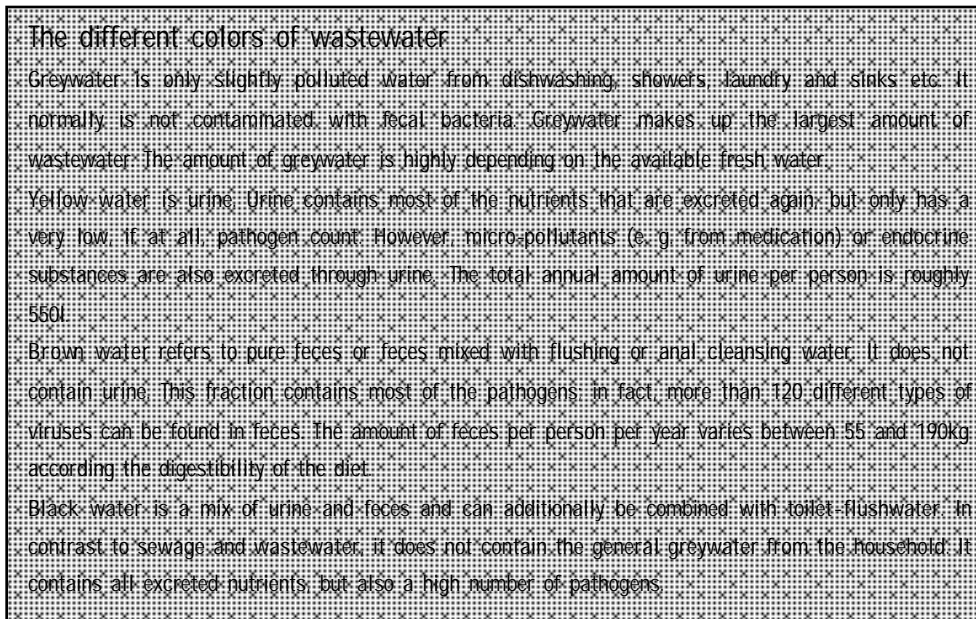 The different colors of wastewater
Greywater is only slightly polluted water from dishwashing, showers, laundry and sinks etc. It
normally is not contaminated with fecal bacteria. Greywater makes up the largest amount of
wastewater. The amount of greywater is highly depending on the available fresh water.
Yellow water is urine. Urine contains most of the nutrients that are excreted again, but only has a
very low, if at all, pathogen count. However, micro-pollutants (e. g. from medication) or endocrine
substances are also excreted through urine. The total annual amount of urine per person is roughly
550l.
Brown water refers to pure feces or feces mixed with flushing or anal cleansing water. It does not
contain urine. This fraction contains most of the pathogens. In fact, more than 120 different types of
viruses can be found in feces. The amount of feces per person per year varies between 55 and 190kg
according the digestibility of the diet.
Black water is a mix of urine and feces and can additionally be combined with toilet-flushwater. In
contrast to sewage and wastewater, it does not contain the general greywater from the household. It
contains all excreted nutrients, but also a high number of pathogens.